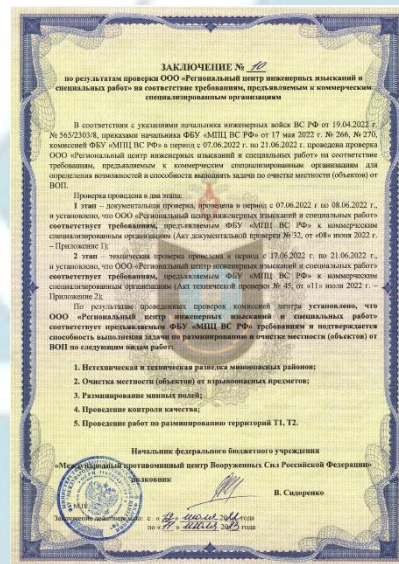 ЗАКЛЮЧЕНИЕ № 10
по результатам проверки ООО «Региональный центр инженерных изысканий и
специальных работ» на соответствие требованиям, предъявляемым к коммерческим
специализированным организациям
В соответствии с указаниями начальника инженерных войск ВС РФ от 19.04.2022 г.
№ 565/2303/8, приказами начальника ФБУ «МПЦ ВС РФ» от 17 мая 2022 г. № 266, № 270,
комиссией ФБУ «МПЦ ВС РФ» в период с 07.06.2022 г. по 21.06.2022 г. проведена проверка
ООО «Региональный центр инженерных изысканий и специальных работ» на соответствие
требованиям, предъявляемым к коммерческим специализированным организациям для
определения возможностей и способности выполнять задачи по очистке местности (объектов) от
ВОП.
Проверка проведена в два этапа:
1 этап – документальная проверка, проведена в период с 07.06.2022 г. по 08.06.2022 г.,
и установлено, что ООО «Региональный центр инженерных изысканий и специальных работ»
соответствует требованиям, предъявляемым ФБУ «МПЦ ВС РФ» к коммерческим
специализированным организациям (Акт документальной проверки № 32, от «08» июня 2022 г.
– Приложение 1);
2 этап – техническая проверка проведена в период с 17.06.2022 г. по 21.06.2022 г.,
и установлено, что ООО «Региональный центр инженерных изысканий и специальных работ»
соответствует требованиям, предъявляемым ФБУ «МПЦ ВС РФ» к коммерческим
специализированным организациям (Акт технической проверки № 45, от «11» июля 2022 г. –
Приложение 2);
По результатам проведенных проверок комиссией центра установлено, что
ООО «Региональный центр инженерных изысканий и специальных работ»
соответствует предъявляемым ФБУ «МПЦ ВС РФ» требованиям и подтверждается
способность выполнения задачи по разминированию и очистке местности (объектов) от
ВОП по следующим видам работ:
1. Нетехническая и техническая разведка миноопасных районов;
2. Очистка местности (объектов) от взрывоопасных предметов;
3. Разминирование минных полей;
4. Проведение контроля качества;
5. Проведение работ по разминированию территорий Т1, Т2.
Начальник федерального бюджетного учреждения
«Международный противоминный центр Вооруженных Сил Российской Федерации»
полковник
В. Сидоренко
М.П.
Заключение действительно: с « » июля 20 года
по « » июля 20 года